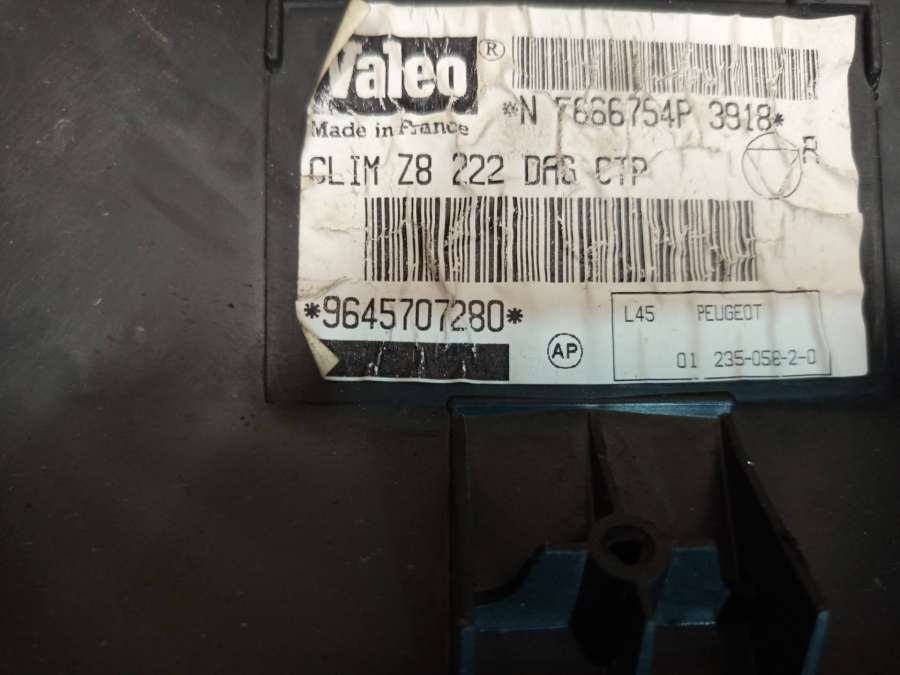 Valeo ®
*N F666754P 3918*
Made in France
CLIM Z8 222 DAG CTP
R
*9645707280*
AP
L45 PEUGEOT
01 235-058-2-0